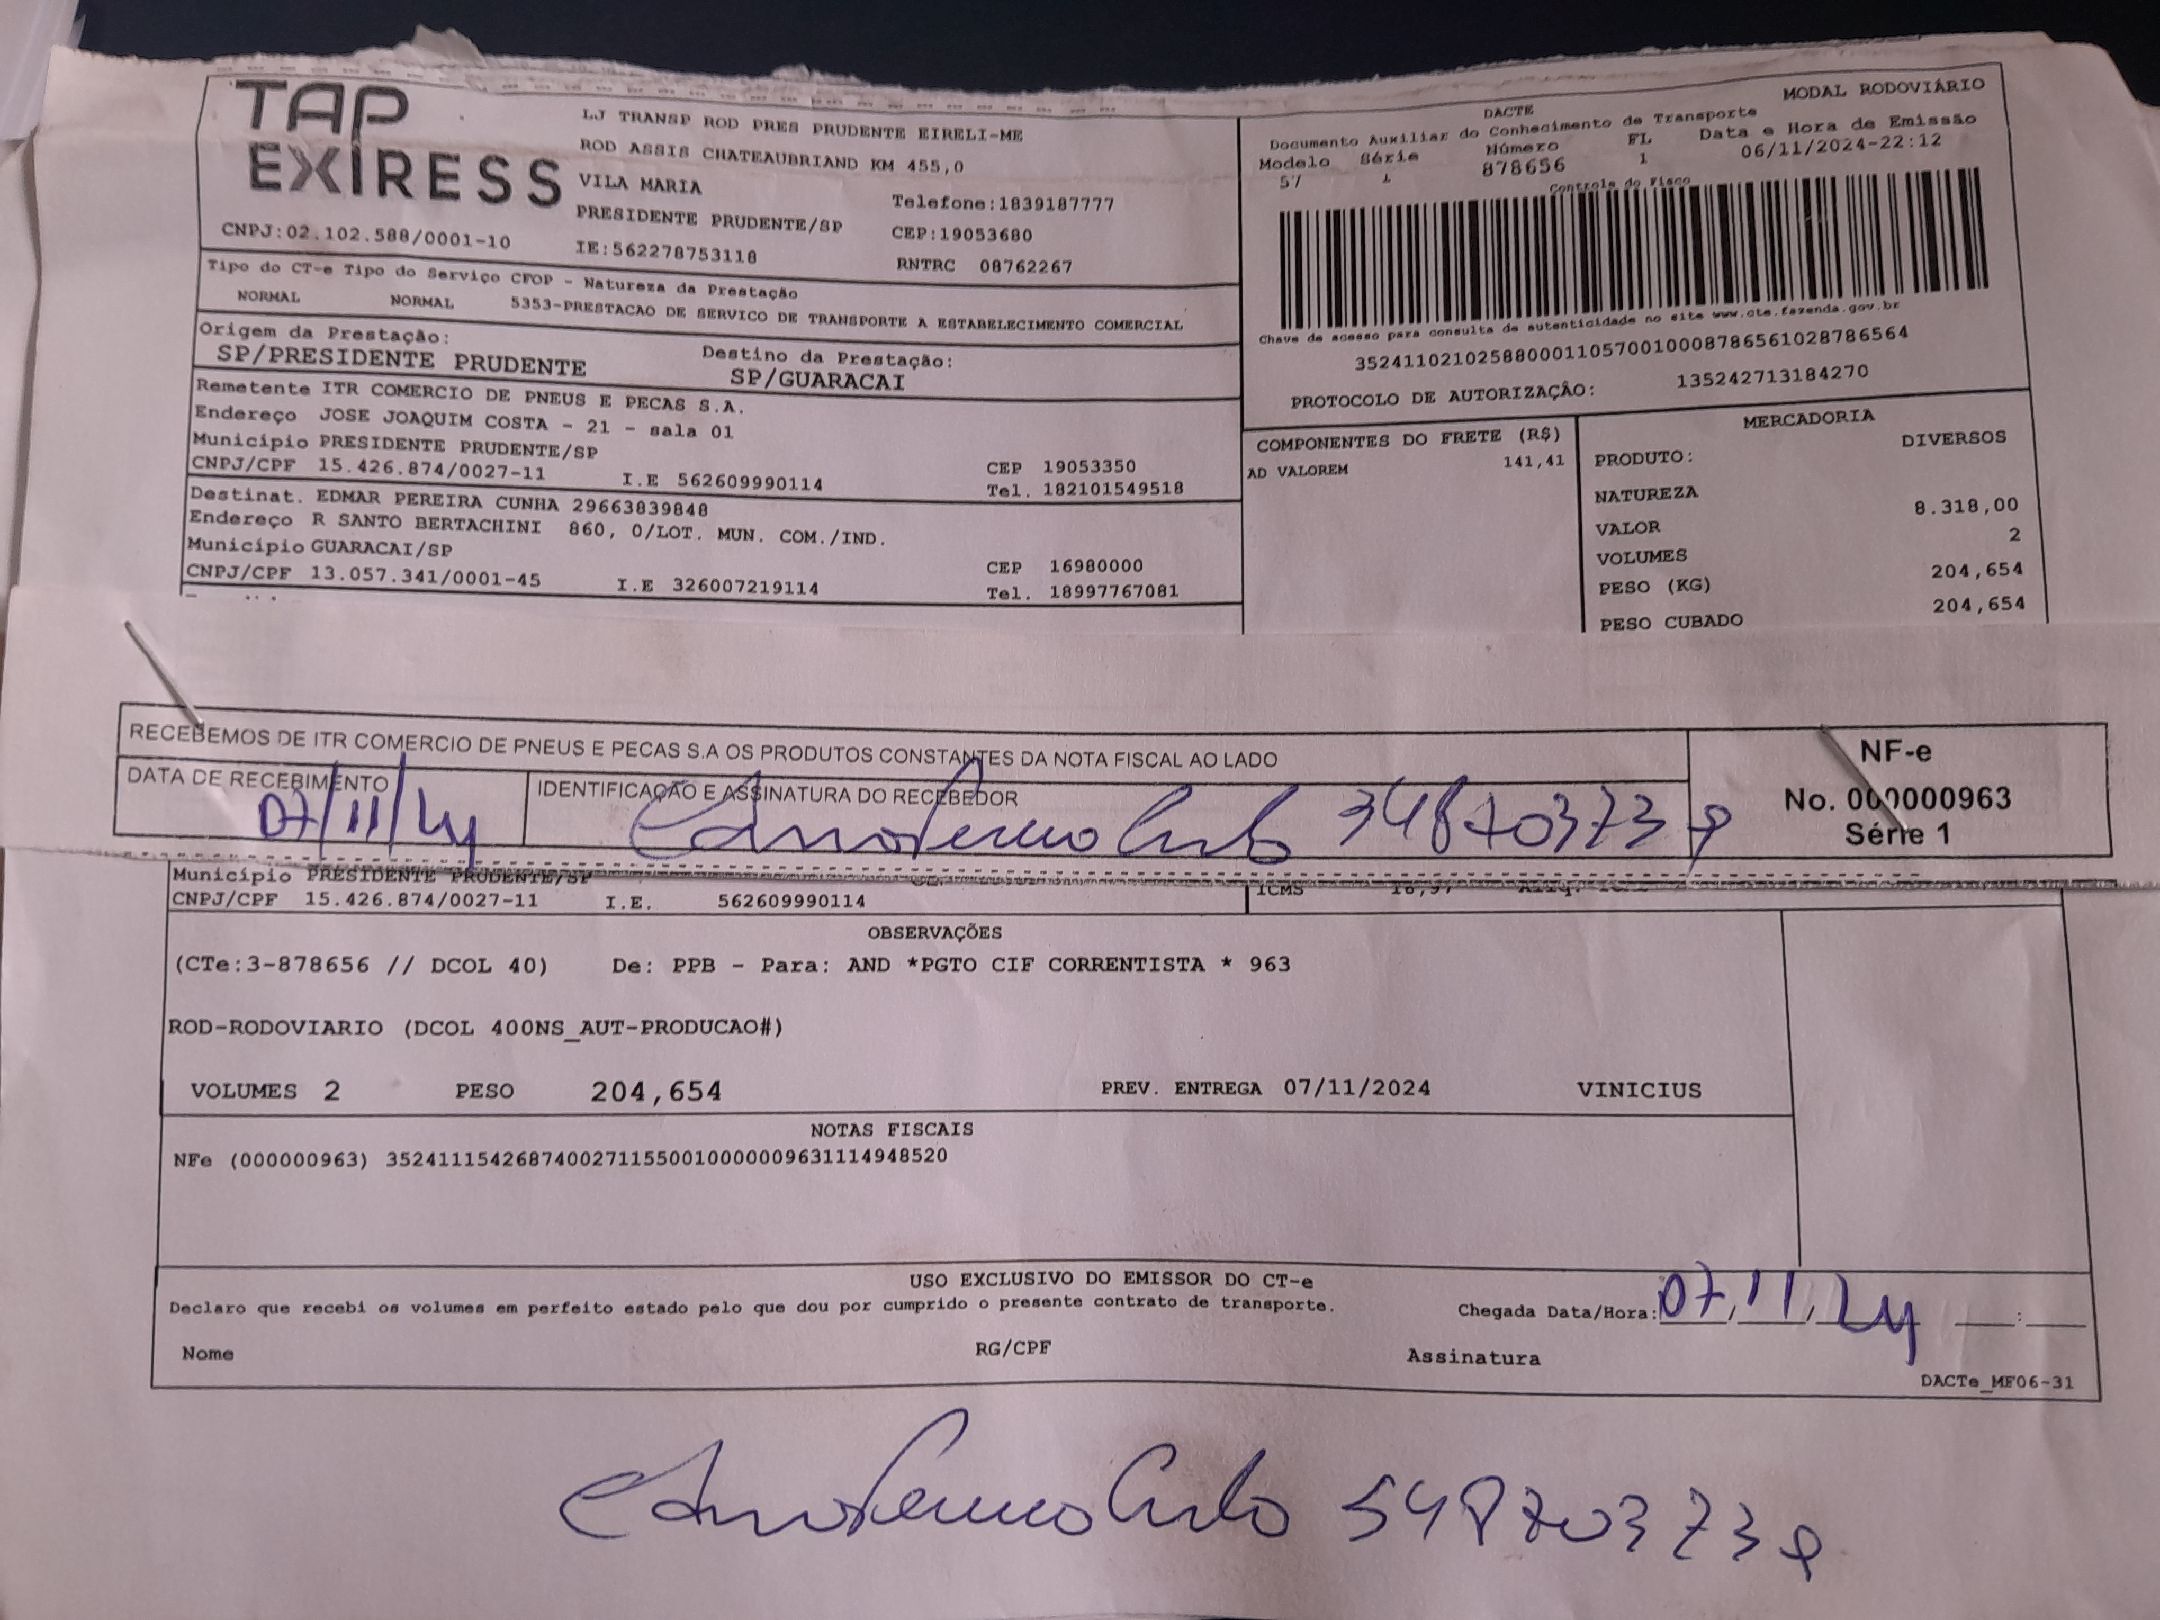 TAP
EXPRESS
LJ TRANSP ROD PRES PRUDENTE EIRELI-ME
ROD ASSIS CHATEAUBRIAND KM 455,0
VILA MARIA
Telefone:1839187777
PRESIDENTE PRUDENTE/SP
CEP:19053680
CNPJ:02.102.588/0001-10
IE:562278753118
RNTRC 08762267
Tipo do CT-e Tipo do Serviço CFOP - Natureza da Prestação
NORMAL NORMAL 5353-PRESTACAO DE SERVICO DE TRANSPORTE A ESTABELECIMENTO COMERCIAL
Origem da Prestação:
SP/PRESIDENTE PRUDENTE
Destino da Prestação:
SP/GUARACAI
Remetente ITR COMERCIO DE PNEUS E PECAS S.A.
Endereço JOSE JOAQUIM COSTA - 21 - sala 01
Município PRESIDENTE PRUDENTE/SP
CEP 19053350
CNPJ/CPF 15.426.874/0027-11 I.E 562609990114
Tel. 182101549518
Destinat. EDMAR PEREIRA CUNHA 29663839848
Endereço R SANTO BERTACHINI 860, 0/LOT. MUN. COM./IND.
Município GUARACAI/SP
CEP 16980000
CNPJ/CPF 13.057.341/0001-45 I.E 326007219114
Tel. 18997767081
MODAL RODOVIÁRIO
DACTE
Documento Auxiliar do Conhecimento de Transporte
Modelo Série Número FL Data e Hora de Emissão
57 1 878656 1 06/11/2024-22:12
Controle do Fisco
Chave de acesso para consulta de autenticidade no site www.cte.fazenda.gov.br
35241102102588000110570010008786561028786564
PROTOCOLO DE AUTORIZAÇÃO: 135242713184270
COMPONENTES DO FRETE (R$)
AD VALOREM 141,41
MERCADORIA
PRODUTO: DIVERSOS
NATUREZA
VALOR 8.318,00
VOLUMES 2
PESO (KG) 204,654
PESO CUBADO 204,654
RECEBEMOS DE ITR COMERCIO DE PNEUS E PECAS S.A OS PRODUTOS CONSTANTES DA NOTA FISCAL AO LADO
DATA DE RECEBIMENTO
07/11/24
IDENTIFICAÇÃO E ASSINATURA DO RECEBEDOR
NF-e
No. 000000963
Série 1
Município PRESIDENTE PRUDENTE/SP
CNPJ/CPF 15.426.874/0027-11 I.E. 562609990114
ICMS
OBSERVAÇÕES
(CTe:3-878656 // DCOL 40) De: PPB - Para: AND *PGTO CIF CORRENTISTA * 963
ROD-RODOVIARIO (DCOL 400NS_AUT-PRODUCAO#)
VOLUMES 2 PESO 204,654 PREV. ENTREGA 07/11/2024 VINICIUS
NOTAS FISCAIS
NFe (000000963) 35241115426874002711550010000009631114948520
USO EXCLUSIVO DO EMISSOR DO CT-e
Declaro que recebi os volumes em perfeito estado pelo que dou por cumprido o presente contrato de transporte.
Chegada Data/Hora: 07/11/24 :
Nome RG/CPF Assinatura
DACTe_MF06-31